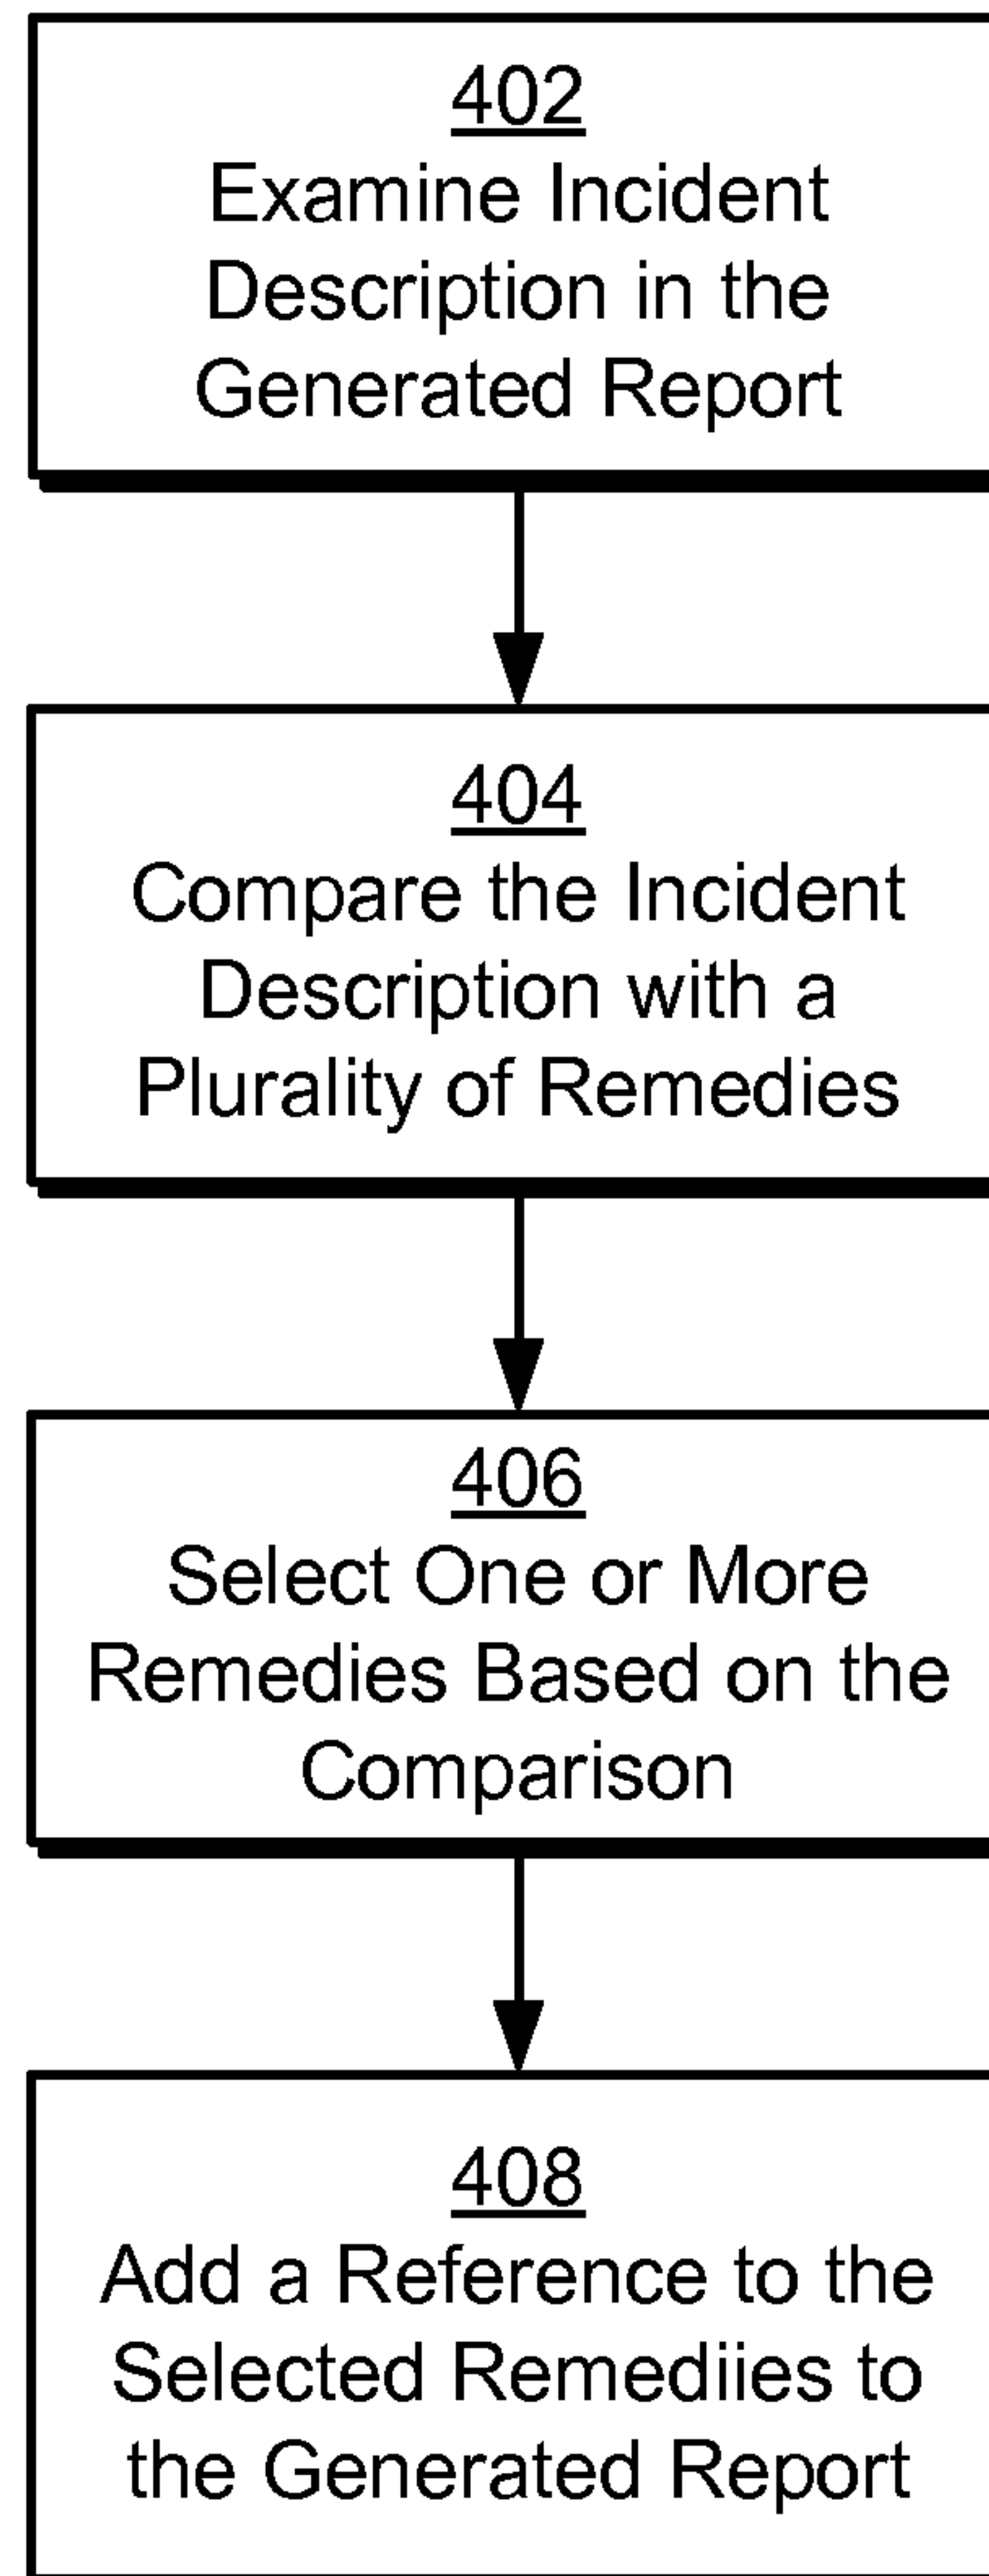 402
Examine Incident
Description in the
Generated Report
404
Compare the Incident
Description with a
Plurality of Remedies
406
Select One or More
Remedies Based on the
Comparison
408
Add a Reference to the
Selected Remediies to
the Generated Report